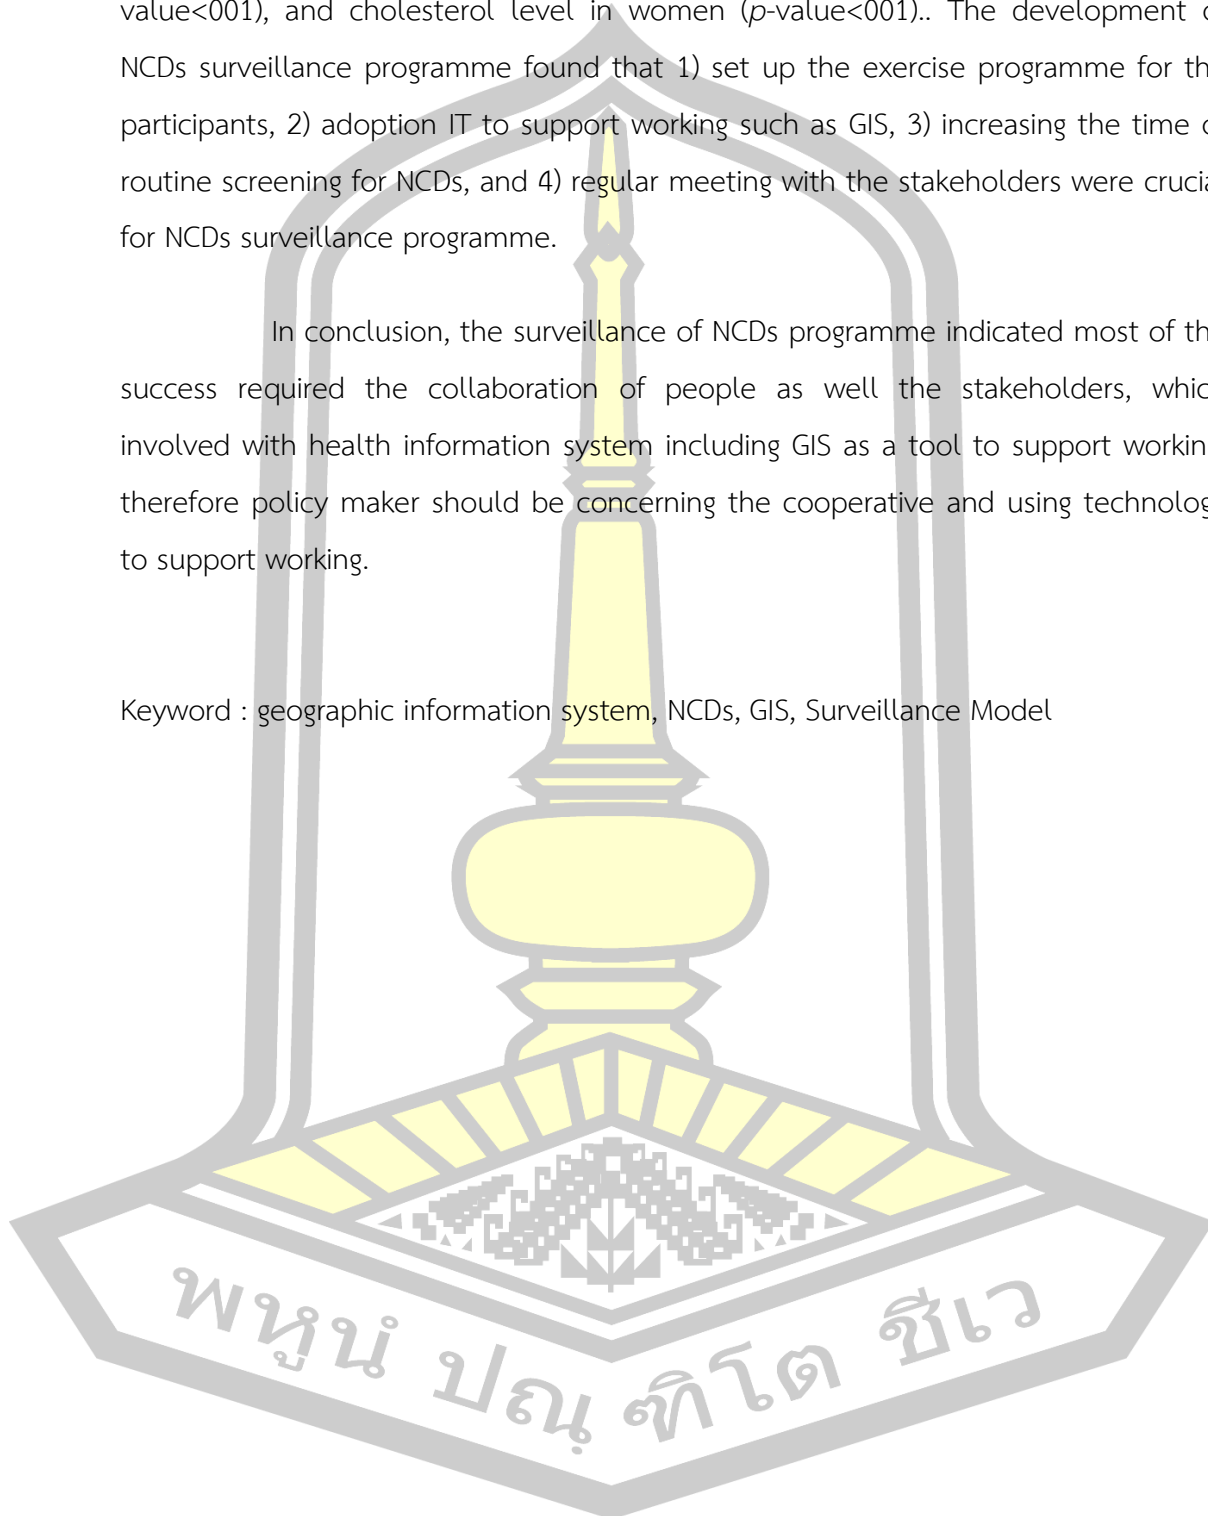 value<001), and cholesterol level in women (p-value<001).. The development
NCDs surveillance programme found that 1) set up the exercise programme for
participants, 2) adoption IT to support working such as GIS, 3) increasing the time
routine screening for NCDs, and 4) regular meeting with the stakeholders were
for NCDs surveillance programme.
In conclusion, the surveillance of NCDs programme indicated most of
success required the collaboration of people as well the stakeholders,
involved with health information system including GIS as a tool to support
therefore policy maker should be concerning the cooperative and using
to support working.
Keyword : geographic information system, NCDs, GIS, Surveillance Model
พหูนํ ปณฺฑิโต ชีเว